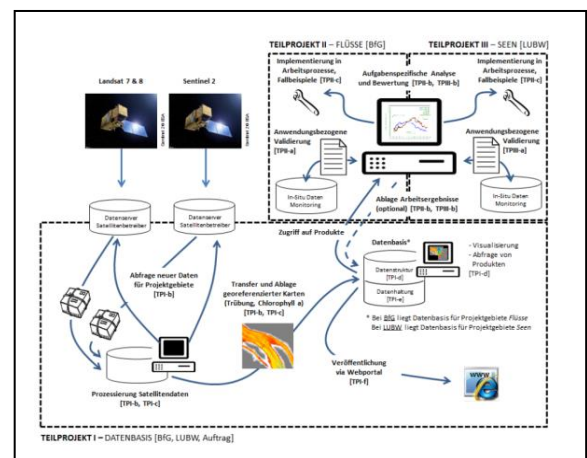 TEILPROJEKT II – FLÜSSE [BfG]
TEILPROJEKT III – SEEN [LUBW]
Landsat 7 & 8
Sentinel 2
Implementierung in
Arbeitsprozesse,
Fallbeispiele [TPII-c]
Aufgabenspezifische Analyse
und Bewertung [TPII-b, TPIII-b]
Implementierung in
Arbeitsprozesse,
Fallbeispiele [TPIII-c]
Anwendungsbezogene
Validierung
[TPII-a]
Anwendungsbezogene
Validierung
[TPIII-a]
In-Situ Daten
Monitoring
In-Situ Daten
Monitoring
Ablage Arbeitsergebnisse
(optional) [TPII-b, TPIII-b]
Datenserver
Satellitenbetreiber
Datenserver
Satellitenbetreiber
Zugriff auf Produkte
Datenbasis*
Datenstruktur
[TPI-d]
Datenhaltung
[TPI-e]
- Visualisierung
- Abfrage von
Produkten
[TPI-d]
Abfrage neuer Daten
für Projektgebiete
[TPI-b]
Transfer und Ablage
georeferenzierter Karten
(Trübung, Chlorophyll a)
[TPI-b, TPI-c]
* Bei BfG liegt Datenbasis für Projektgebiete Flüsse
Bei LUBW liegt Datenbasis für Projektgebiete Seen
Veröffentlichung
via Webportal
[TPI-f]
WWW
Prozessierung Satellitendaten
[TPI-b, TPI-c]
TEILPROJEKT I – DATENBASIS [BfG, LUBW, Auftrag]